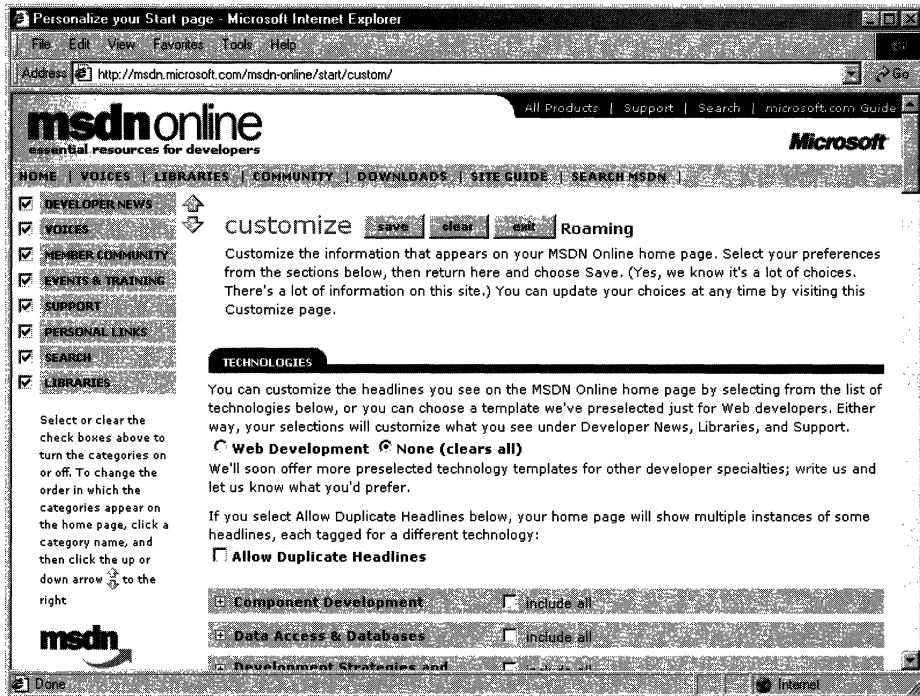 Personalize your Start page - Microsoft Internet Explorer
File Edit View Favorites Tools Help
Address http://msdn.microsoft.com/msdn-online/start/custom/ Go
All Products | Support | Search | microsoft.com Guide
msdn online
essential resources for developers
Microsoft
HOME | VOICES | LIBRARIES | COMMUNITY | DOWNLOADS | SITE GUIDE | SEARCH MSDN |
DEVELOPER NEWS
VOICES
MEMBER COMMUNITY
EVENTS & TRAINING
SUPPORT
PERSONAL LINKS
SEARCH
LIBRARIES
Select or clear the
check boxes above to
turn the categories on
or off. To change the
order in which the
categories appear on
the home page, click a
category name, and
then click the up or
down arrow to the
right
msdn
customize save clear exit Roaming
Customize the information that appears on your MSDN Online home page. Select your preferences
from the sections below, then return here and choose Save. (Yes, we know it's a lot of choices.
There's a lot of information on this site.) You can update your choices at any time by visiting this
Customize page.
TECHNOLOGIES
You can customize the headlines you see on the MSDN Online home page by selecting from the list of
technologies below, or you can choose a template we've preselected just for Web developers. Either
way, your selections will customize what you see under Developer News, Libraries, and Support.
Web Development None (clears all)
We'll soon offer more preselected technology templates for other developer specialties; write us and
let us know what you'd prefer.
If you select Allow Duplicate Headlines below, your home page will show multiple instances of some
headlines, each tagged for a different technology:
Allow Duplicate Headlines
Component Development include all
Data Access & Databases include all
Development Strategies and include all
Done Internet